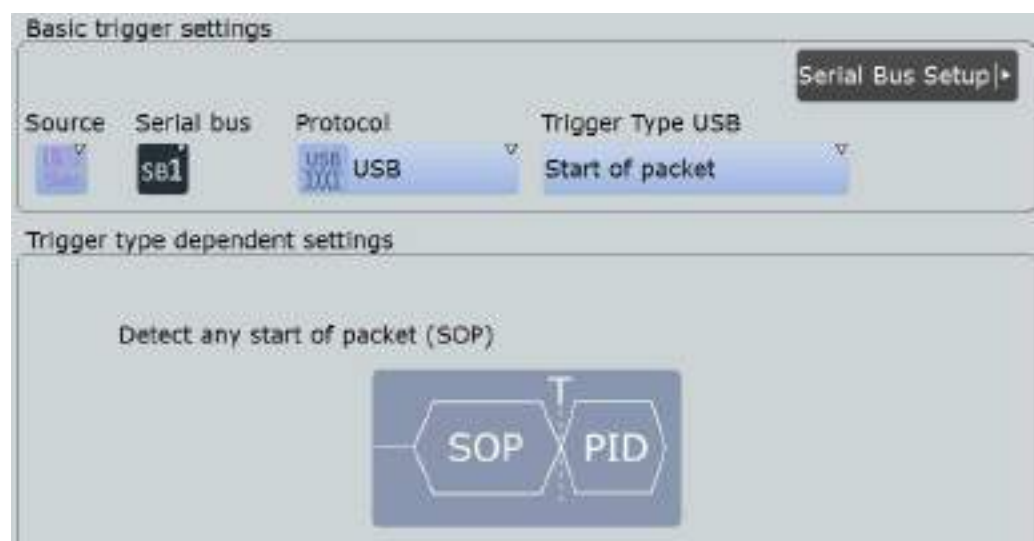 Basic trigger settings
Serial Bus Setup
Source Serial bus Protocol Trigger Type USB
SB1 USB USB Start of packet
Trigger type dependent settings
Detect any start of packet (SOP)
T
SOP PID